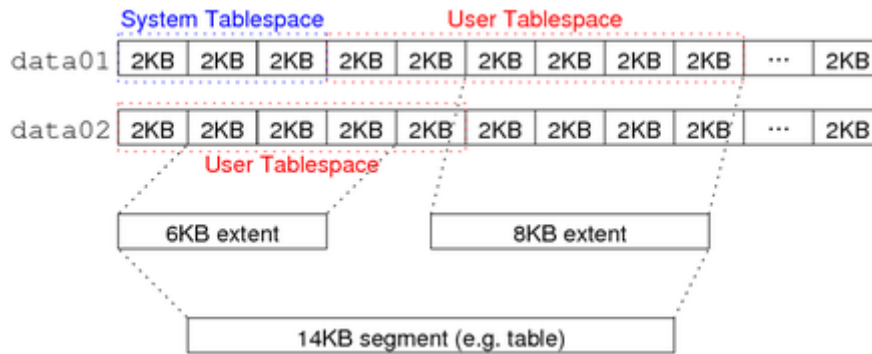 System Tablespace User Tablespace
data01 2KB 2KB 2KB 2KB 2KB 2KB 2KB 2KB 2KB ... 2KB
data02 2KB 2KB 2KB 2KB 2KB 2KB 2KB 2KB 2KB ... 2KB
User Tablespace
6KB extent 8KB extent
14KB segment (e.g. table)